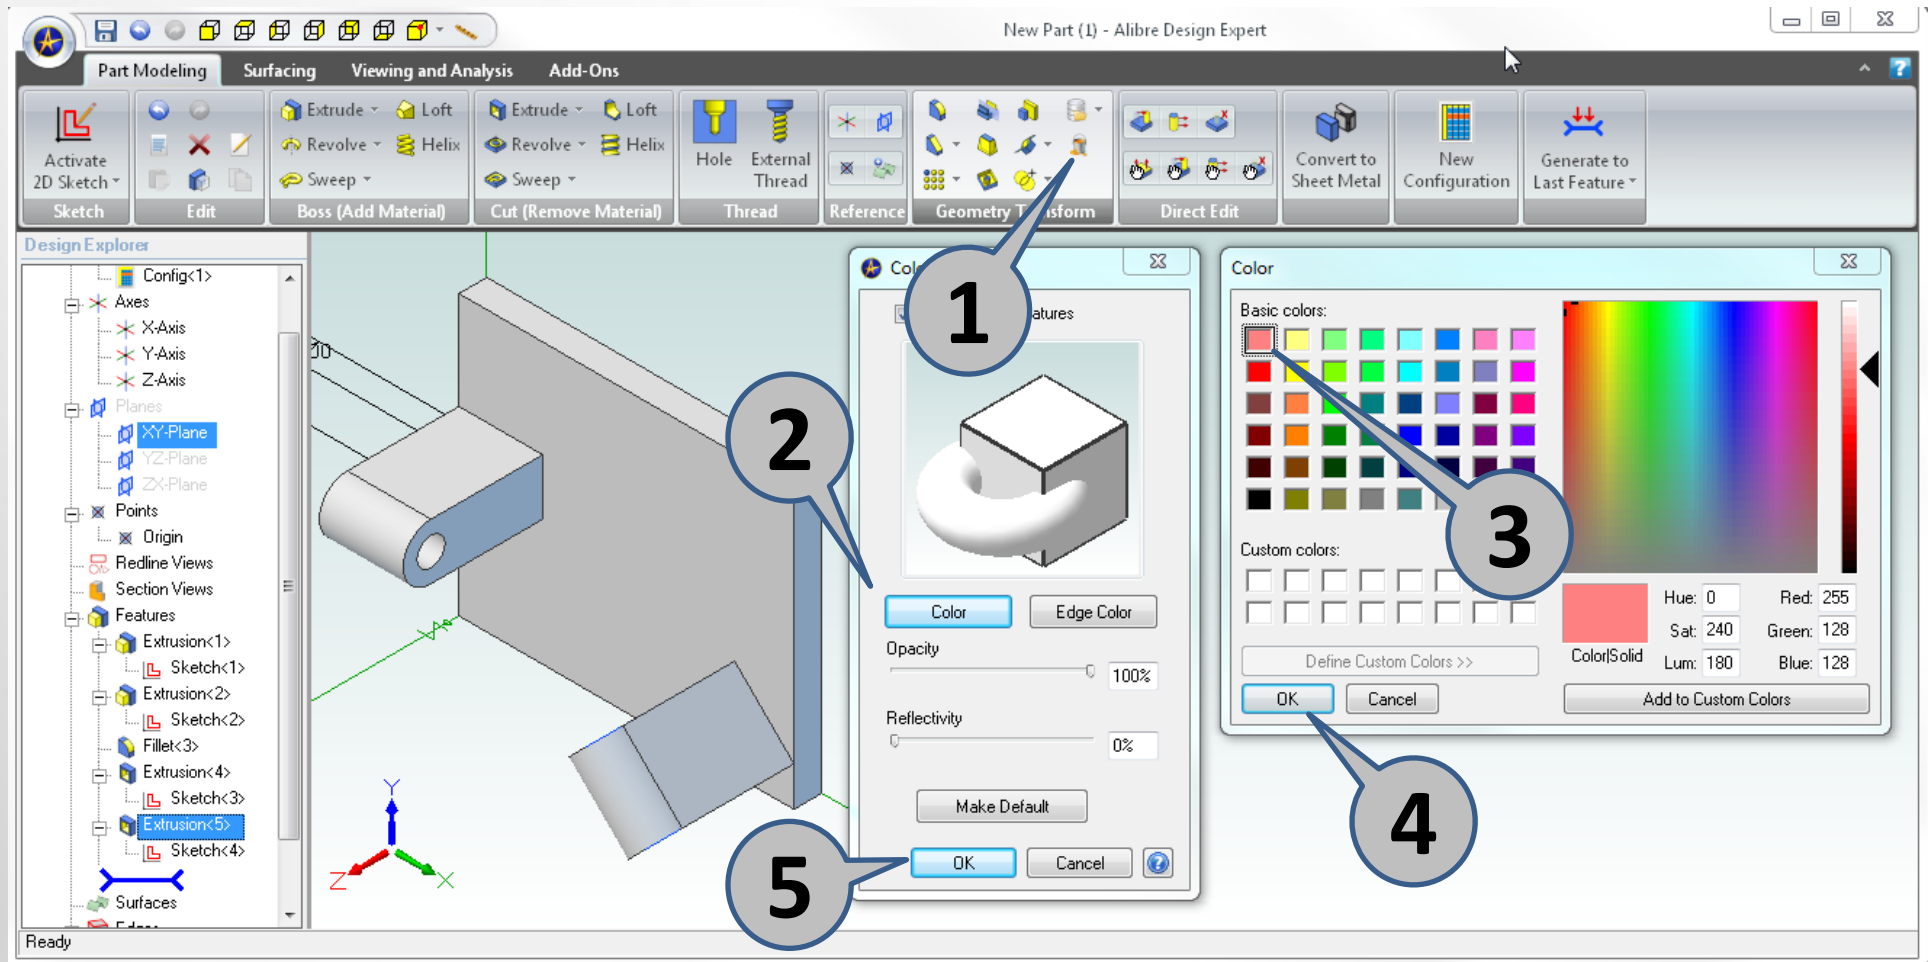 New Part (1) - Alibre Design Expert
Part Modeling Surfacing Viewing and Analysis Add-Ons
Activate
2D Sketch
Sketch
Edit
Extrude Loft
Revolve Helix
Sweep
Boss (Add Material)
Extrude Loft
Revolve Helix
Sweep
Cut (Remove Material)
Hole
External
Thread
Thread
Reference
Geometry T sform
Direct Edit
Convert to
Sheet Metal
New
Configuration
Generate to
Last Feature
Design Explorer
Config<1>
Axes
X-Axis
Y-Axis
Z-Axis
Planes
XY-Plane
YZ-Plane
ZX-Plane
Points
Origin
Redline Views
Section Views
Features
Extrusion<1>
Sketch<1>
Extrusion<2>
Sketch<2>
Fillet<3>
Extrusion<4>
Sketch<3>
Extrusion<5>
Sketch<4>
Surfaces
Ready
Y
Z X
1
2
3
4
5
Col
atures
Color Edge Color
Opacity
100%
Reflectivity
0%
Make Default
OK Cancel ?
Color
Basic colors:
Custom colors:
Define Custom Colors >>
OK Cancel
Hue: 0 Red: 255
Sat: 240 Green: 128
Color|Solid Lum: 180 Blue: 128
Add to Custom Colors